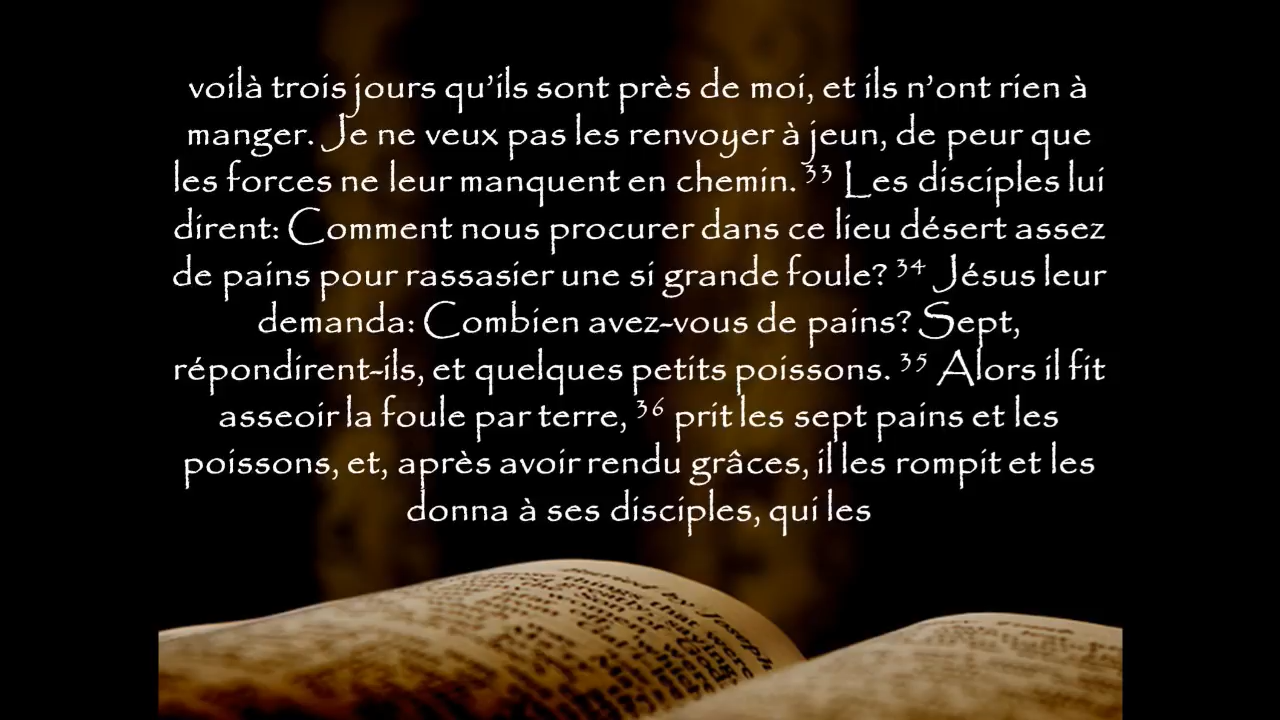 voilà trois jours qu’ils sont près de moi, et ils n’ont rien à
manger. Je ne veux pas les renvoyer à jeun, de peur que
les forces ne leur manquent en chemin. 33 Les disciples lui
dirent: Comment nous procurer dans ce lieu désert assez
de pains pour rassasier une si grande foule? 34 Jésus leur
demanda: Combien avez-vous de pains? Sept,
répondirent-ils, et quelques petits poissons. 35 Alors il fit
asseoir la foule par terre, 36 prit les sept pains et les
poissons, et, après avoir rendu grâces, il les rompit et les
donna à ses disciples, qui les
things that were